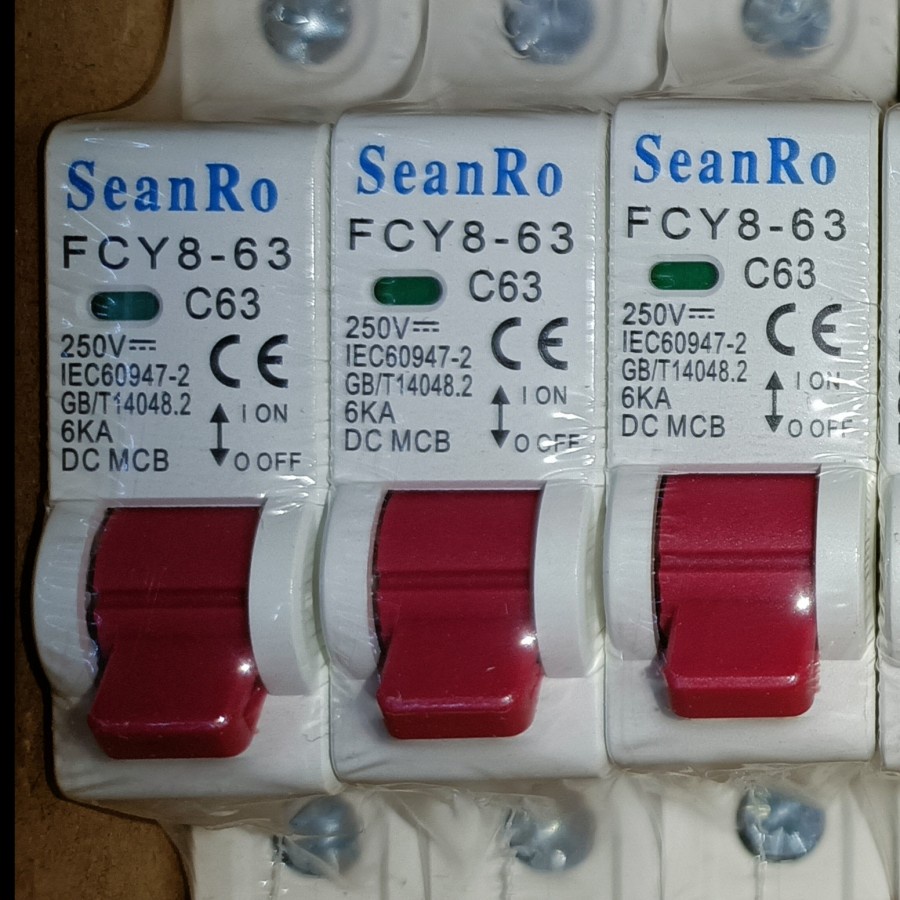 SeanRo
FCY8-63
C63
250V⎓
IEC60947-2
GB/T14048.2
6KA
DC MCB
CE
I ON
O OFF
SeanRo
FCY8-63
C63
250V⎓
IEC60947-2
GB/T14048.2
6KA
DC MCB
CE
I ON
O OFF
SeanRo
FCY8-63
C63
250V⎓
IEC60947-2
GB/T14048.2
6KA
DC MCB
CE
I ON
O OFF